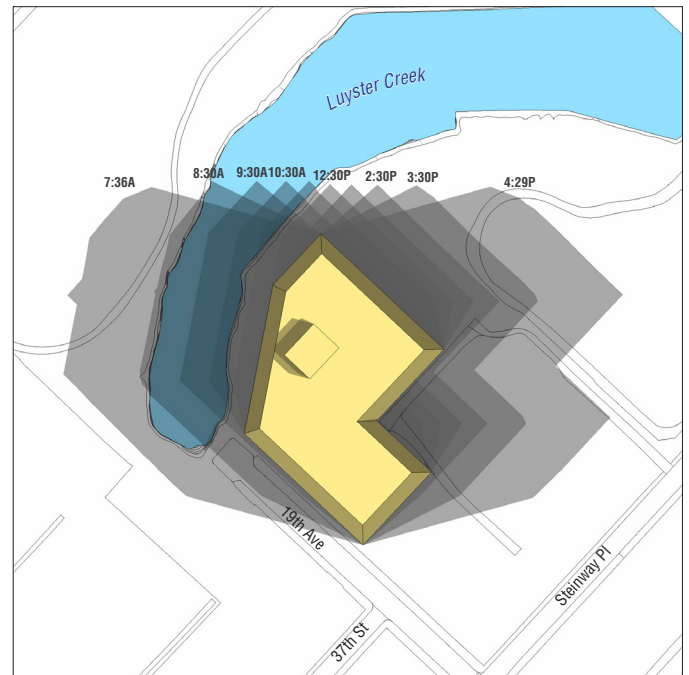 Luyster Creek
7:36A
8:30A
9:30A
10:30A
12:30P
2:30P
3:30P
4:29P
19th Ave
37th St
Steinway Pl